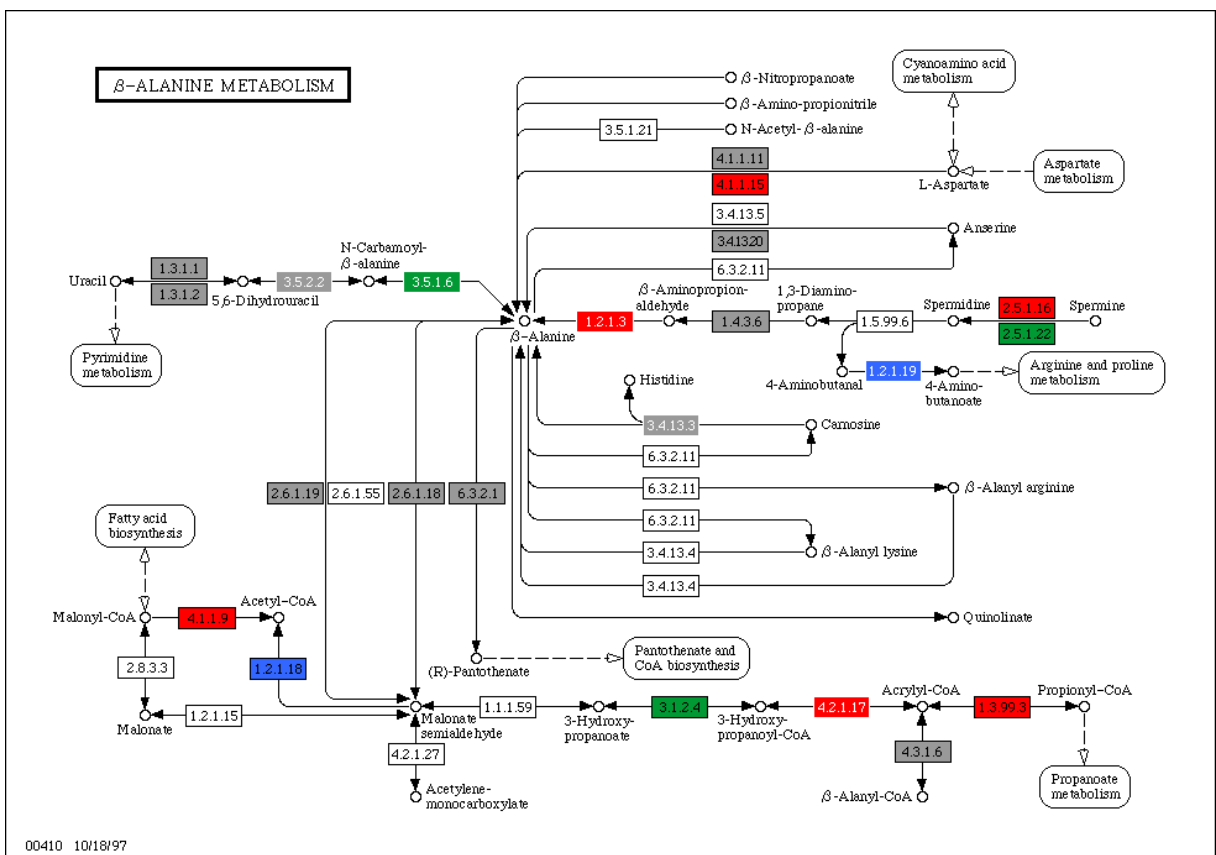 β-ALANINE METABOLISM
β-Nitropropanoate
β-Amino-propionitrile
3.5.1.21
N-Acetyl-β-alanine
Cyanoamino acid
metabolism
4.1.1.11
4.1.1.15
L-Aspartate
Aspartate
metabolism
3.4.13.5
3.4.13.20
Anserine
6.3.2.11
Uracil
1.3.1.1
1.3.1.2
5,6-Dihydrouracil
3.5.2.2
N-Carbamoyl-
β-alanine
3.5.1.6
Pyrimidine
metabolism
β-Alanine
1.2.1.3
β-Aminopropion-
aldehyde
1.4.3.6
1,3-Diamino-
propane
1.5.99.6
Spermidine
2.5.1.16
2.5.1.22
Spermine
4-Aminobutanal
1.2.1.19
4-Amino-
butanoate
Arginine and proline
metabolism
Histidine
3.4.13.3
Carnosine
6.3.2.11
2.6.1.19
2.6.1.55
2.6.1.18
6.3.2.1
6.3.2.11
β-Alanyl arginine
6.3.2.11
3.4.13.4
β-Alanyl lysine
3.4.13.4
Quinolinate
Fatty acid
biosynthesis
Malonyl-CoA
4.1.1.9
Acetyl-CoA
2.8.3.3
1.2.1.18
Malonate
1.2.1.15
(R)-Pantothenate
Pantothenate and
CoA biosynthesis
Malonate
semialdehyde
1.1.1.59
3-Hydroxy-
propanoate
3.1.2.4
3-Hydroxy-
propanoyl-CoA
4.2.1.17
Acrylyl-CoA
1.3.99.3
Propionyl-CoA
4.2.1.27
Acetylene-
monocarboxylate
4.3.1.6
β-Alanyl-CoA
Propanoate
metabolism
00410 10/18/97